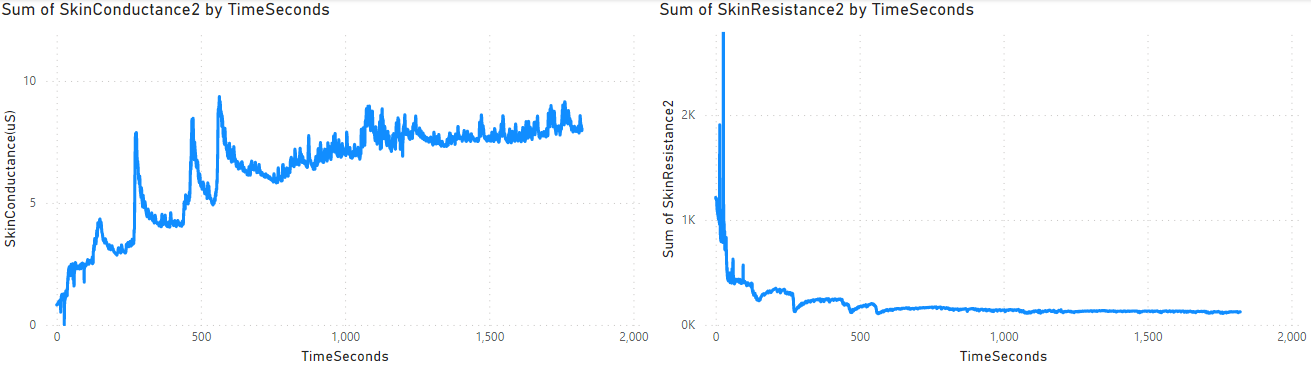 Sum of SkinConductance2 by TimeSeconds
10
5
0
SkinConductance(uS)
0
500
1,000
1,500
2,000
TimeSeconds
Sum of SkinResistance2 by TimeSeconds
2K
1K
0K
Sum of SkinResistance2
0
500
1,000
1,500
2,000
TimeSeconds